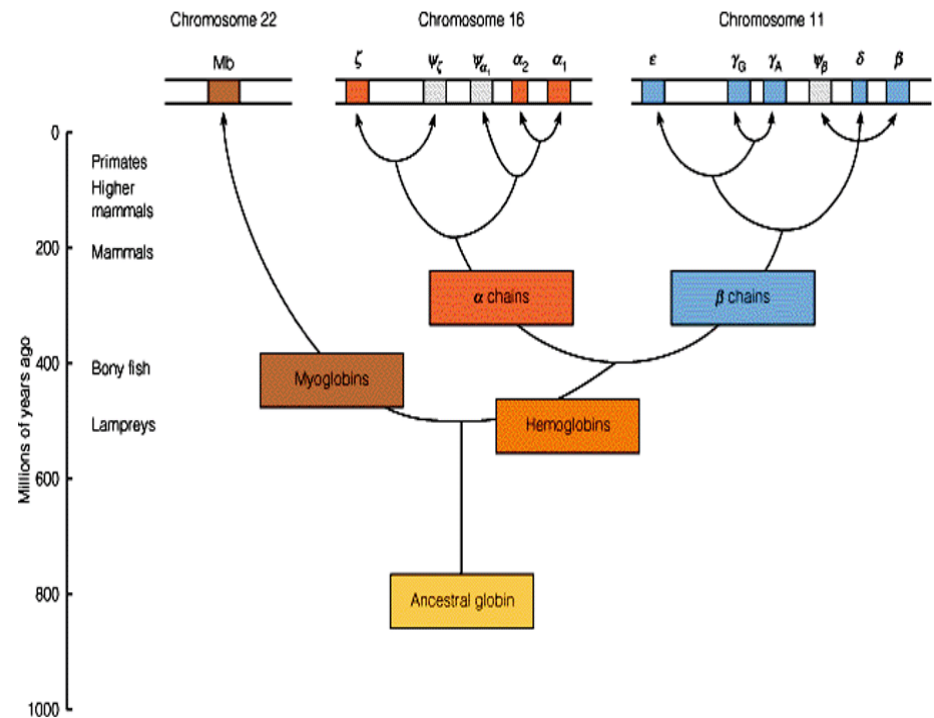 Chromosome 22
Chromosome 16
Chromosome 11
Mb
ζ
ψζ
ψα1
α2
α1
ε
γG
γA
ψβ
δ
β
0
Primates
Higher
mammals
200
Mammals
α chains
β chains
400
Bony fish
Myoglobins
Hemoglobins
Lampreys
Millions of years ago
600
800
Ancestral globin
1000